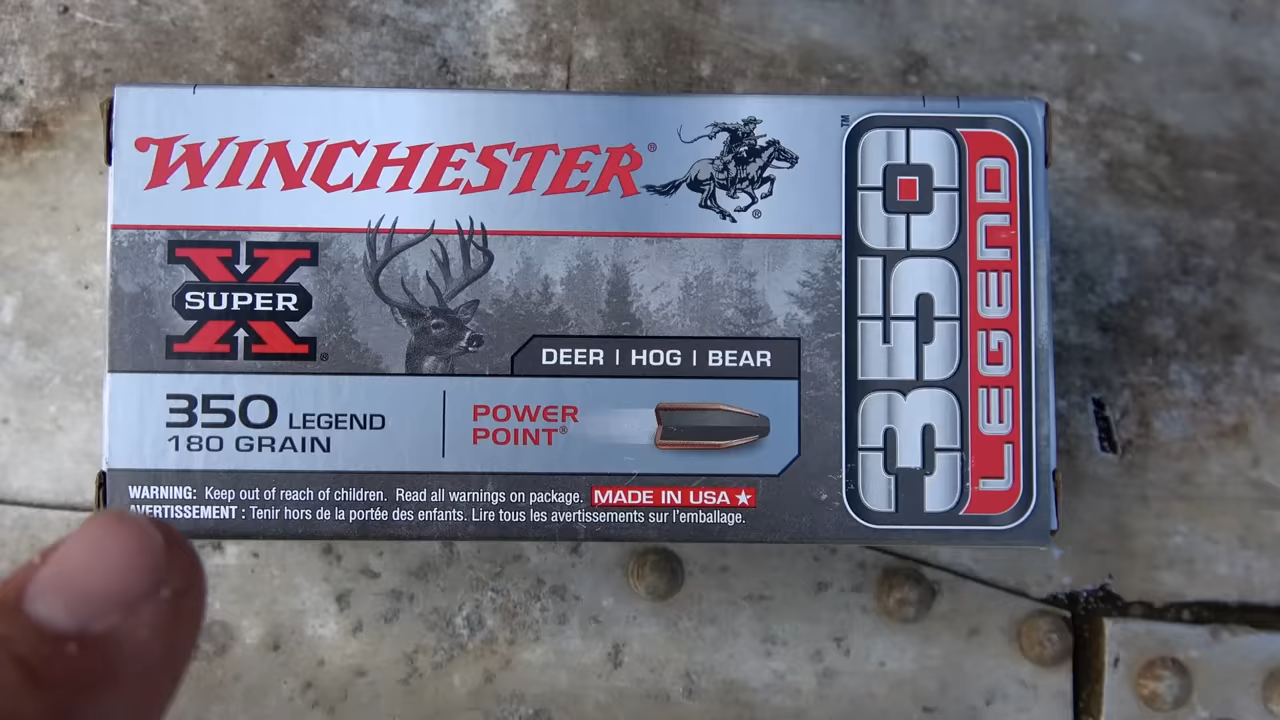 WINCHESTER®
®
SUPER X
®
DEER | HOG | BEAR
350 LEGEND
180 GRAIN
POWER
POINT®
WARNING: Keep out of reach of children. Read all warnings on package. MADE IN USA
AVERTISSEMENT : Tenir hors de la portée des enfants. Lire tous les avertissements sur l'emballage.
350
LEGEND
™